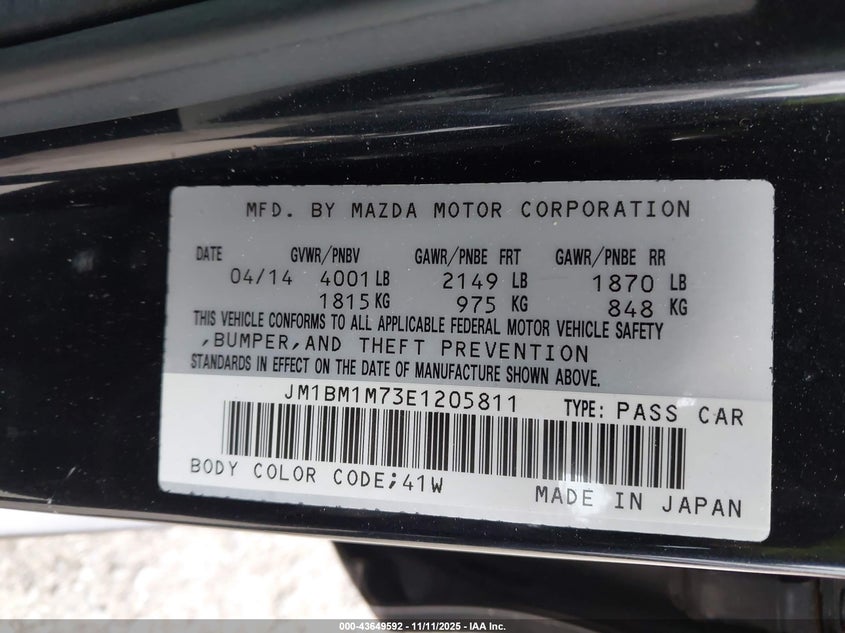 MFD. BY MAZDA MOTOR CORPORATION
DATE GVWR/PNBV GAWR/PNBE FRT GAWR/PNBE RR
04/14 4001 LB 2149 LB 1870 LB
1815 KG 975 KG 848 KG
THIS VEHICLE CONFORMS TO ALL APPLICABLE FEDERAL MOTOR VEHICLE SAFETY
,BUMPER,AND THEFT PREVENTION
STANDARDS IN EFFECT ON THE DATE OF MANUFACTURE SHOWN ABOVE.
JM1BM1M73E1205811 TYPE: PASS CAR
BODY COLOR CODE;41W
MADE IN JAPAN
000-43649592 - 11/11/2025 - IAA Inc.